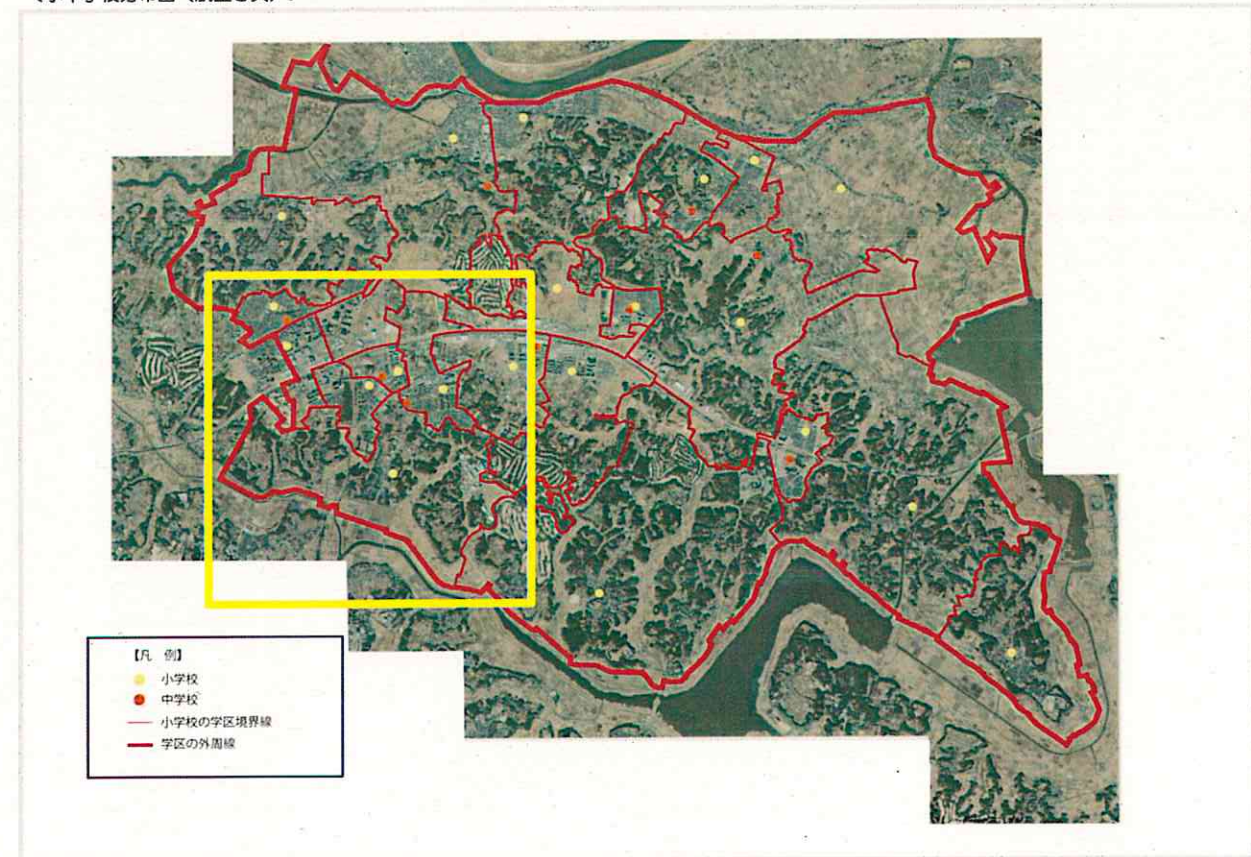 【凡 例】
小学校
中学校
小学校の学区境界線
学区の外周線